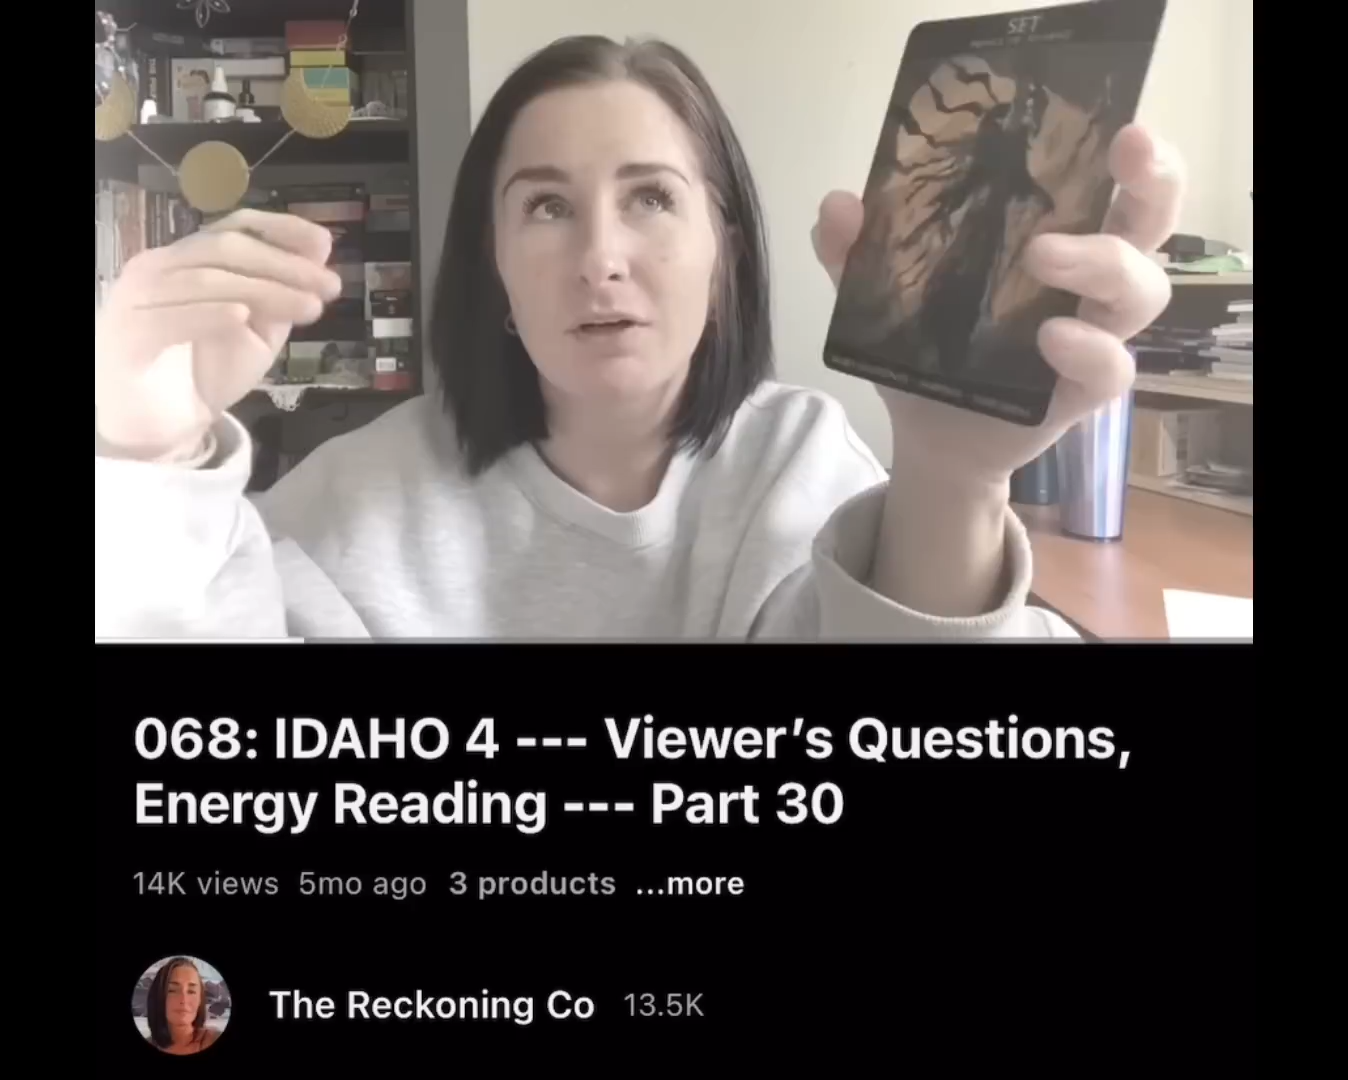 SET
068: IDAHO 4 --- Viewer’s Questions,
Energy Reading --- Part 30
14K views 5mo ago 3 products ...more
The Reckoning Co 13.5K